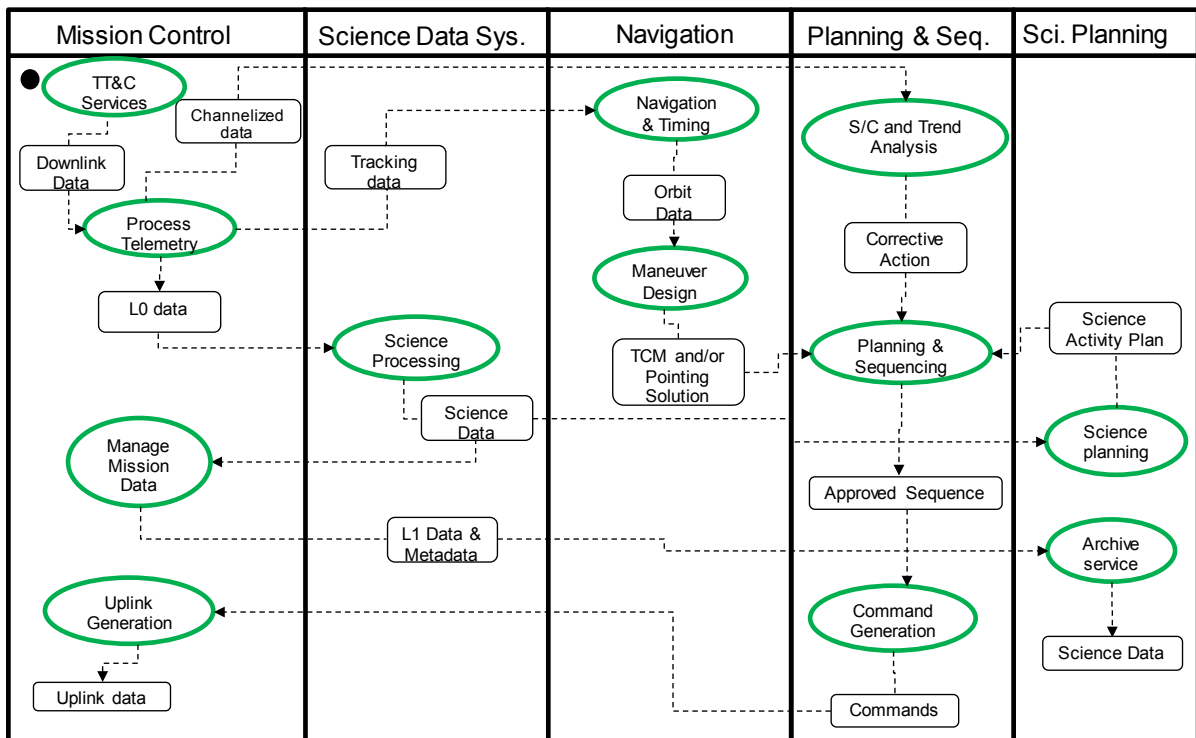 Mission Control
Science Data Sys.
Navigation
Planning & Seq.
Sci. Planning
TT&C
Services
Channelized
data
Downlink
Data
Process
Telemetry
L0 data
Manage
Mission
Data
Uplink
Generation
Uplink data
Tracking
data
Science
Processing
Science
Data
L1 Data &
Metadata
Navigation
& Timing
Orbit
Data
Maneuver
Design
TCM and/or
Pointing
Solution
S/C and Trend
Analysis
Corrective
Action
Planning &
Sequencing
Approved Sequence
Command
Generation
Commands
Science
Activity Plan
Science
planning
Archive
service
Science Data